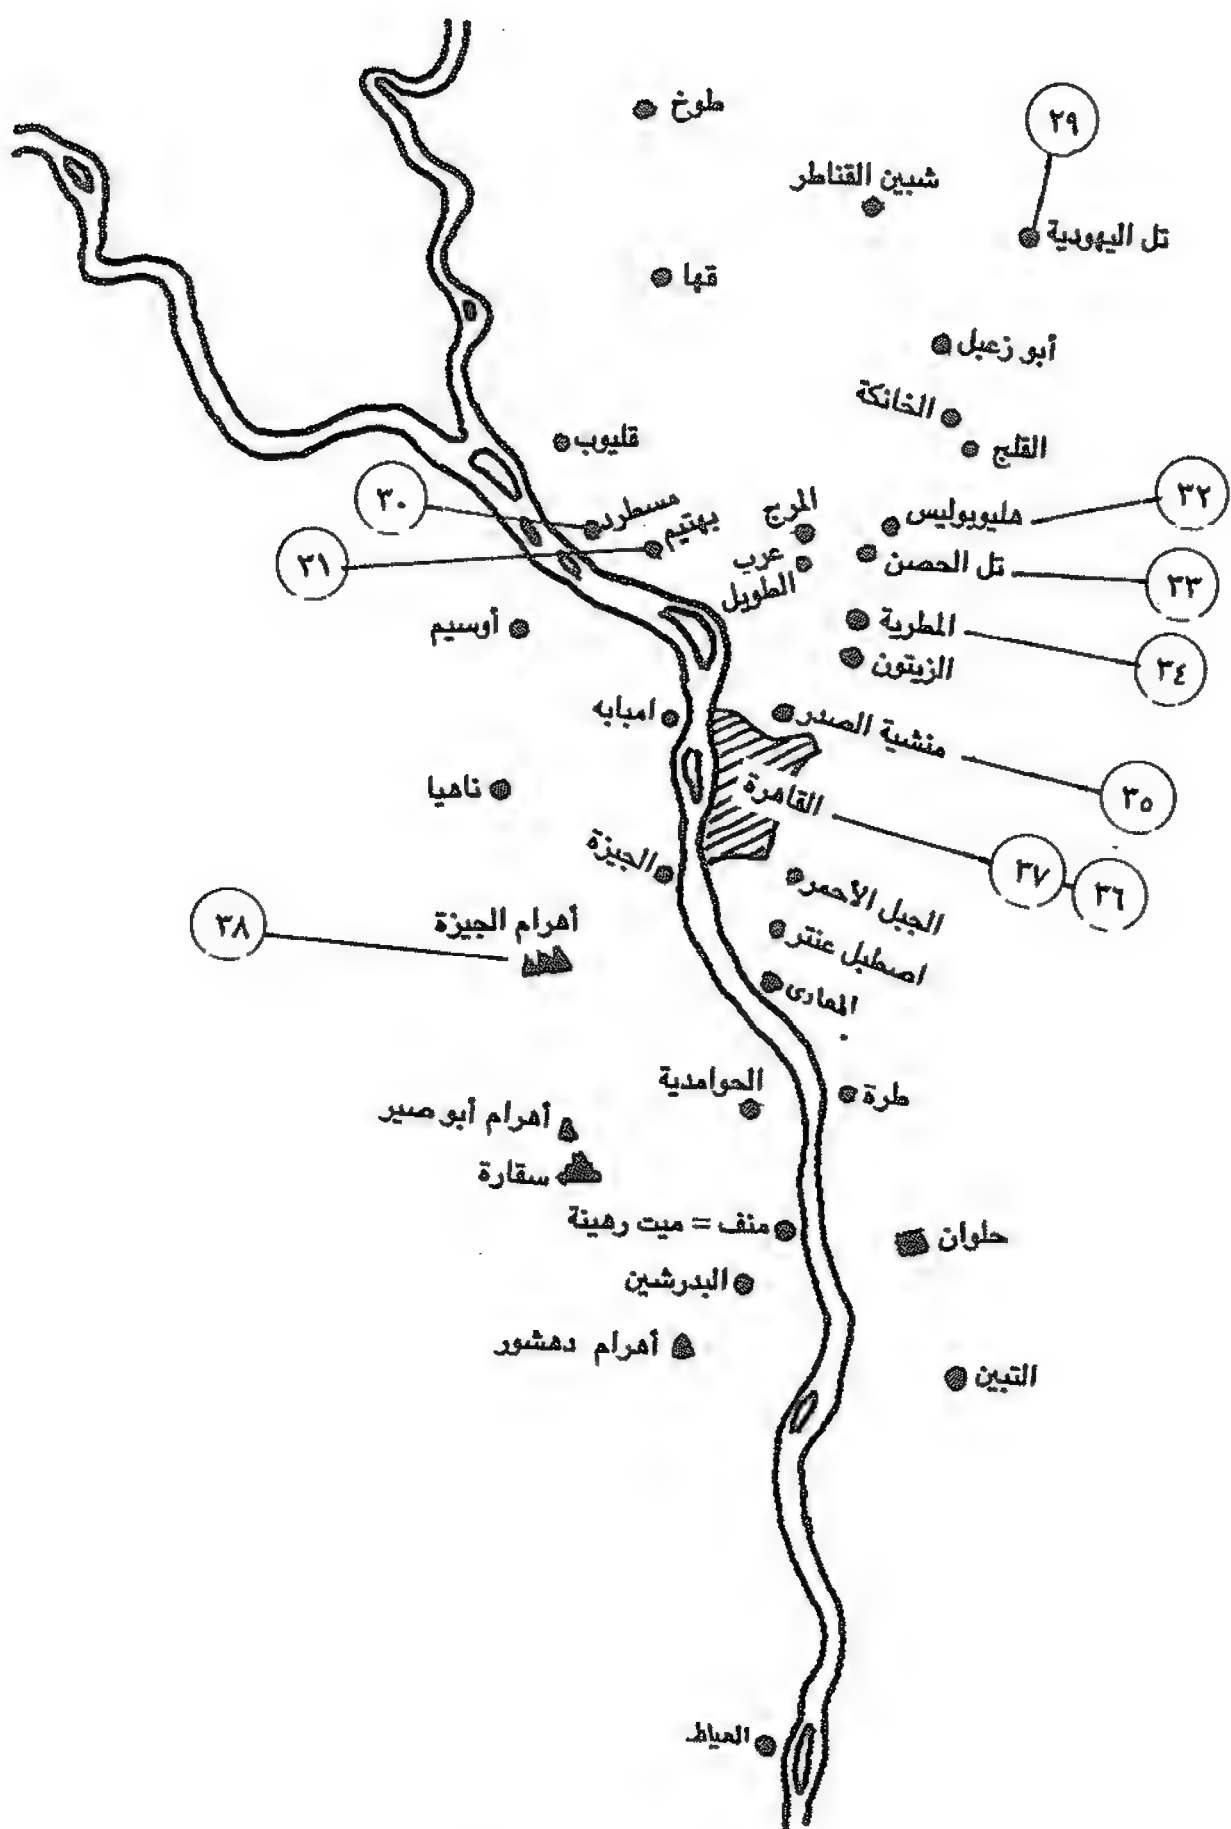 طوخ
٢٩
شبين القناطر
تل اليهودية
قها
أبو زعبل
الخانكة
القلج
قليوب
٣٠
مسطرد
المرج
هليوبوليس
٣٢
٣١
بهتيم
عرب
الطويل
تل الحصن
٣٣
أوسيم
المطرية
٣٤
الزيتون
امبابه
منشية الصدر
٣٥
ناهيا
القاهرة
٣٧
٣٦
الجيزة
الجبل الأحمر
٣٨
أهرام الجيزة
اصطبل عنتر
المعادى
الحوامدية
طرة
أهرام أبو صير
سقارة
منف = ميت رهينة
حلوان
البدرشين
أهرام دهشور
التبين
العياط